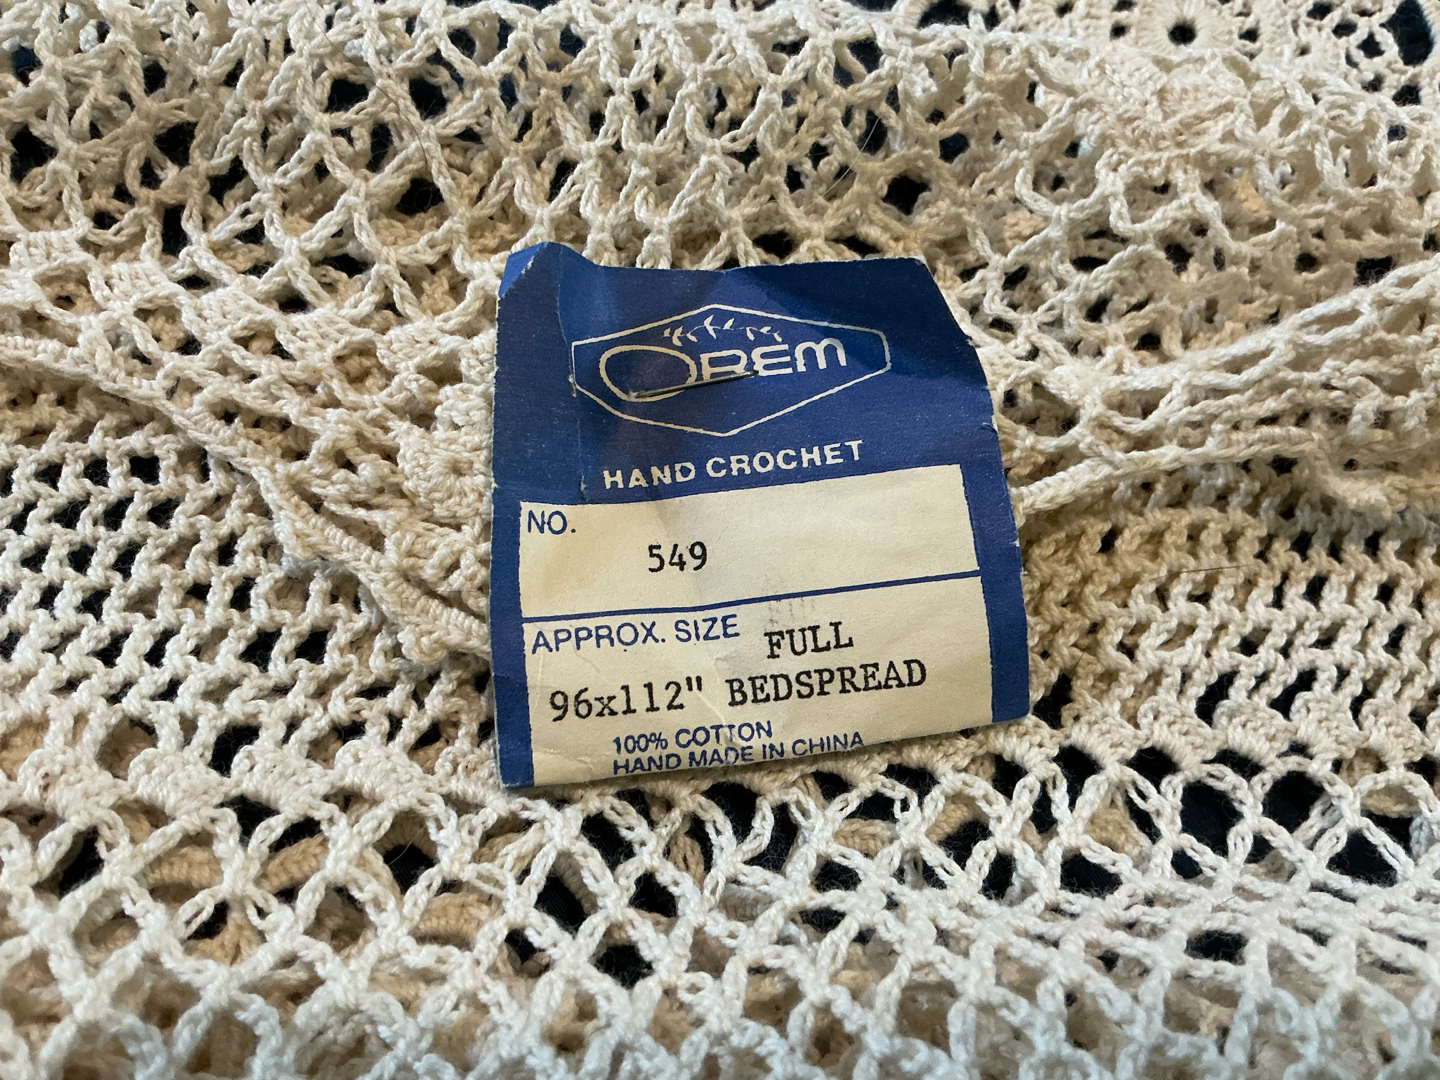 OREM
HAND CROCHET
NO.
549
APPROX. SIZE FULL
96x112" BEDSPREAD
100% COTTON
HAND MADE IN CHINA